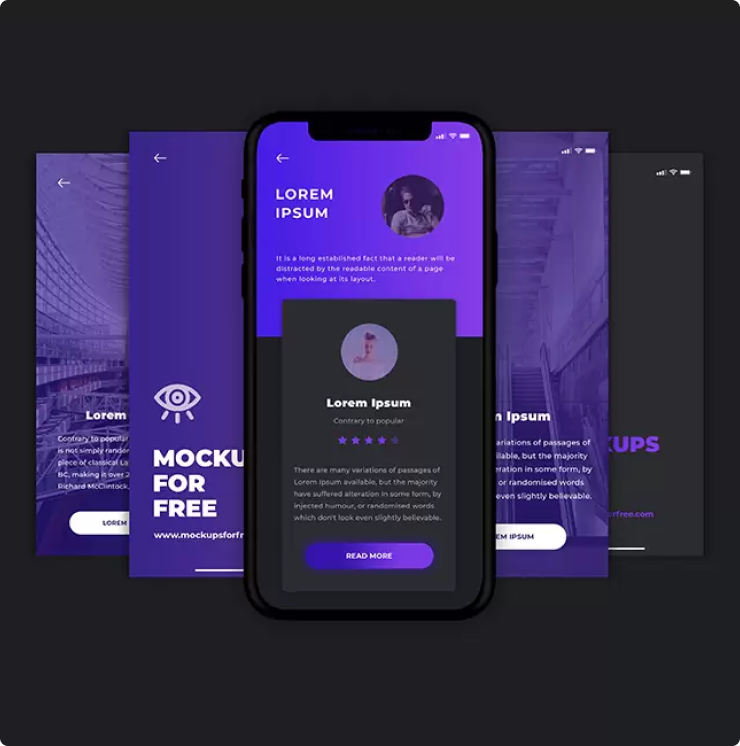 LOREM
IPSUM
It is a long established fact that a reader will be
distracted by the readable content of a page
when looking at its layout.
Lorem Ipsum
Contrary to popular
There are many variations of passages of
Lorem Ipsum available, but the majority
have suffered alteration in some form, by
injected humour, or randomised words
which don't look even slightly believable.
READ MORE
Lorem
Contrary to popular
is not simply rando
piece of classical La
BC, making it over 2
Richard McClintock,
LOREM
MOCKU
FOR
FREE
www.mockupsforfr
m Ipsum
variations of passages of
ilable, but the majority
eration in some form, by
or randomised words
even slightly believable.
EM IPSUM
KUPS
orfree.com